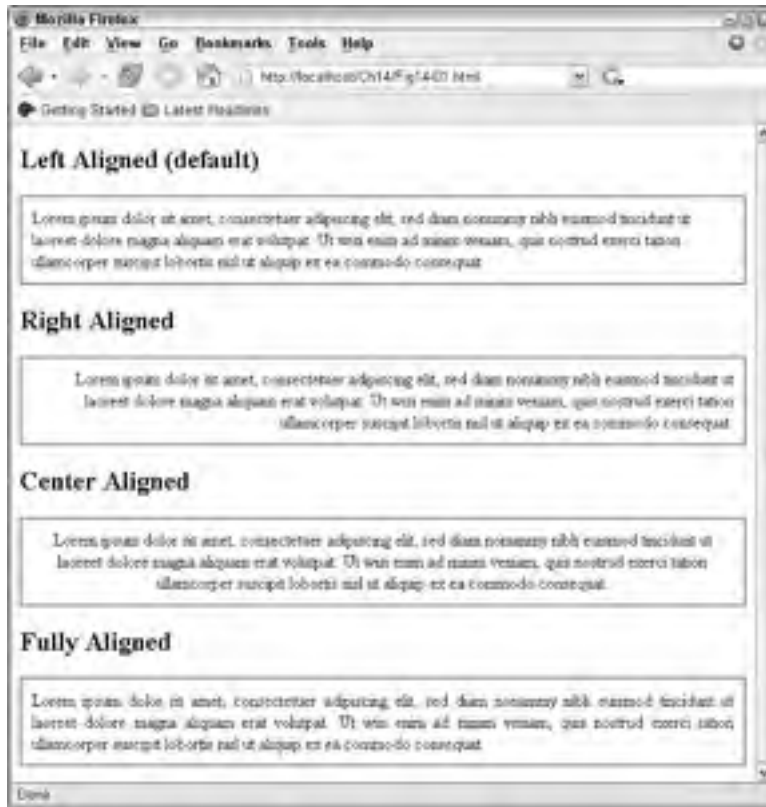 Mozilla Firefox
File Edit View Go Bookmarks Tools Help
http://localhost/Ch14/Fig14-01.html
Getting Started Latest Headlines
Left Aligned (default)
Lorem ipsum dolor sit amet, consectetuer adipiscing elit, sed diam nonummy nibh euismod tincidunt ut
laoreet dolore magna aliquam erat volutpat. Ut wisi enim ad minim veniam, quis nostrud exerci tation
ullamcorper suscipit lobortis nisl ut aliquip ex ea commodo consequat.
Right Aligned
Lorem ipsum dolor sit amet, consectetuer adipiscing elit, sed diam nonummy nibh euismod tincidunt ut
laoreet dolore magna aliquam erat volutpat. Ut wisi enim ad minim veniam, quis nostrud exerci tation
ullamcorper suscipit lobortis nisl ut aliquip ex ea commodo consequat.
Center Aligned
Lorem ipsum dolor sit amet, consectetuer adipiscing elit, sed diam nonummy nibh euismod tincidunt ut
laoreet dolore magna aliquam erat volutpat. Ut wisi enim ad minim veniam, quis nostrud exerci tation
ullamcorper suscipit lobortis nisl ut aliquip ex ea commodo consequat.
Fully Aligned
Lorem ipsum dolor sit amet, consectetuer adipiscing elit, sed diam nonummy nibh euismod tincidunt ut
laoreet dolore magna aliquam erat volutpat. Ut wisi enim ad minim veniam, quis nostrud exerci tation
ullamcorper suscipit lobortis nisl ut aliquip ex ea commodo consequat.
Done